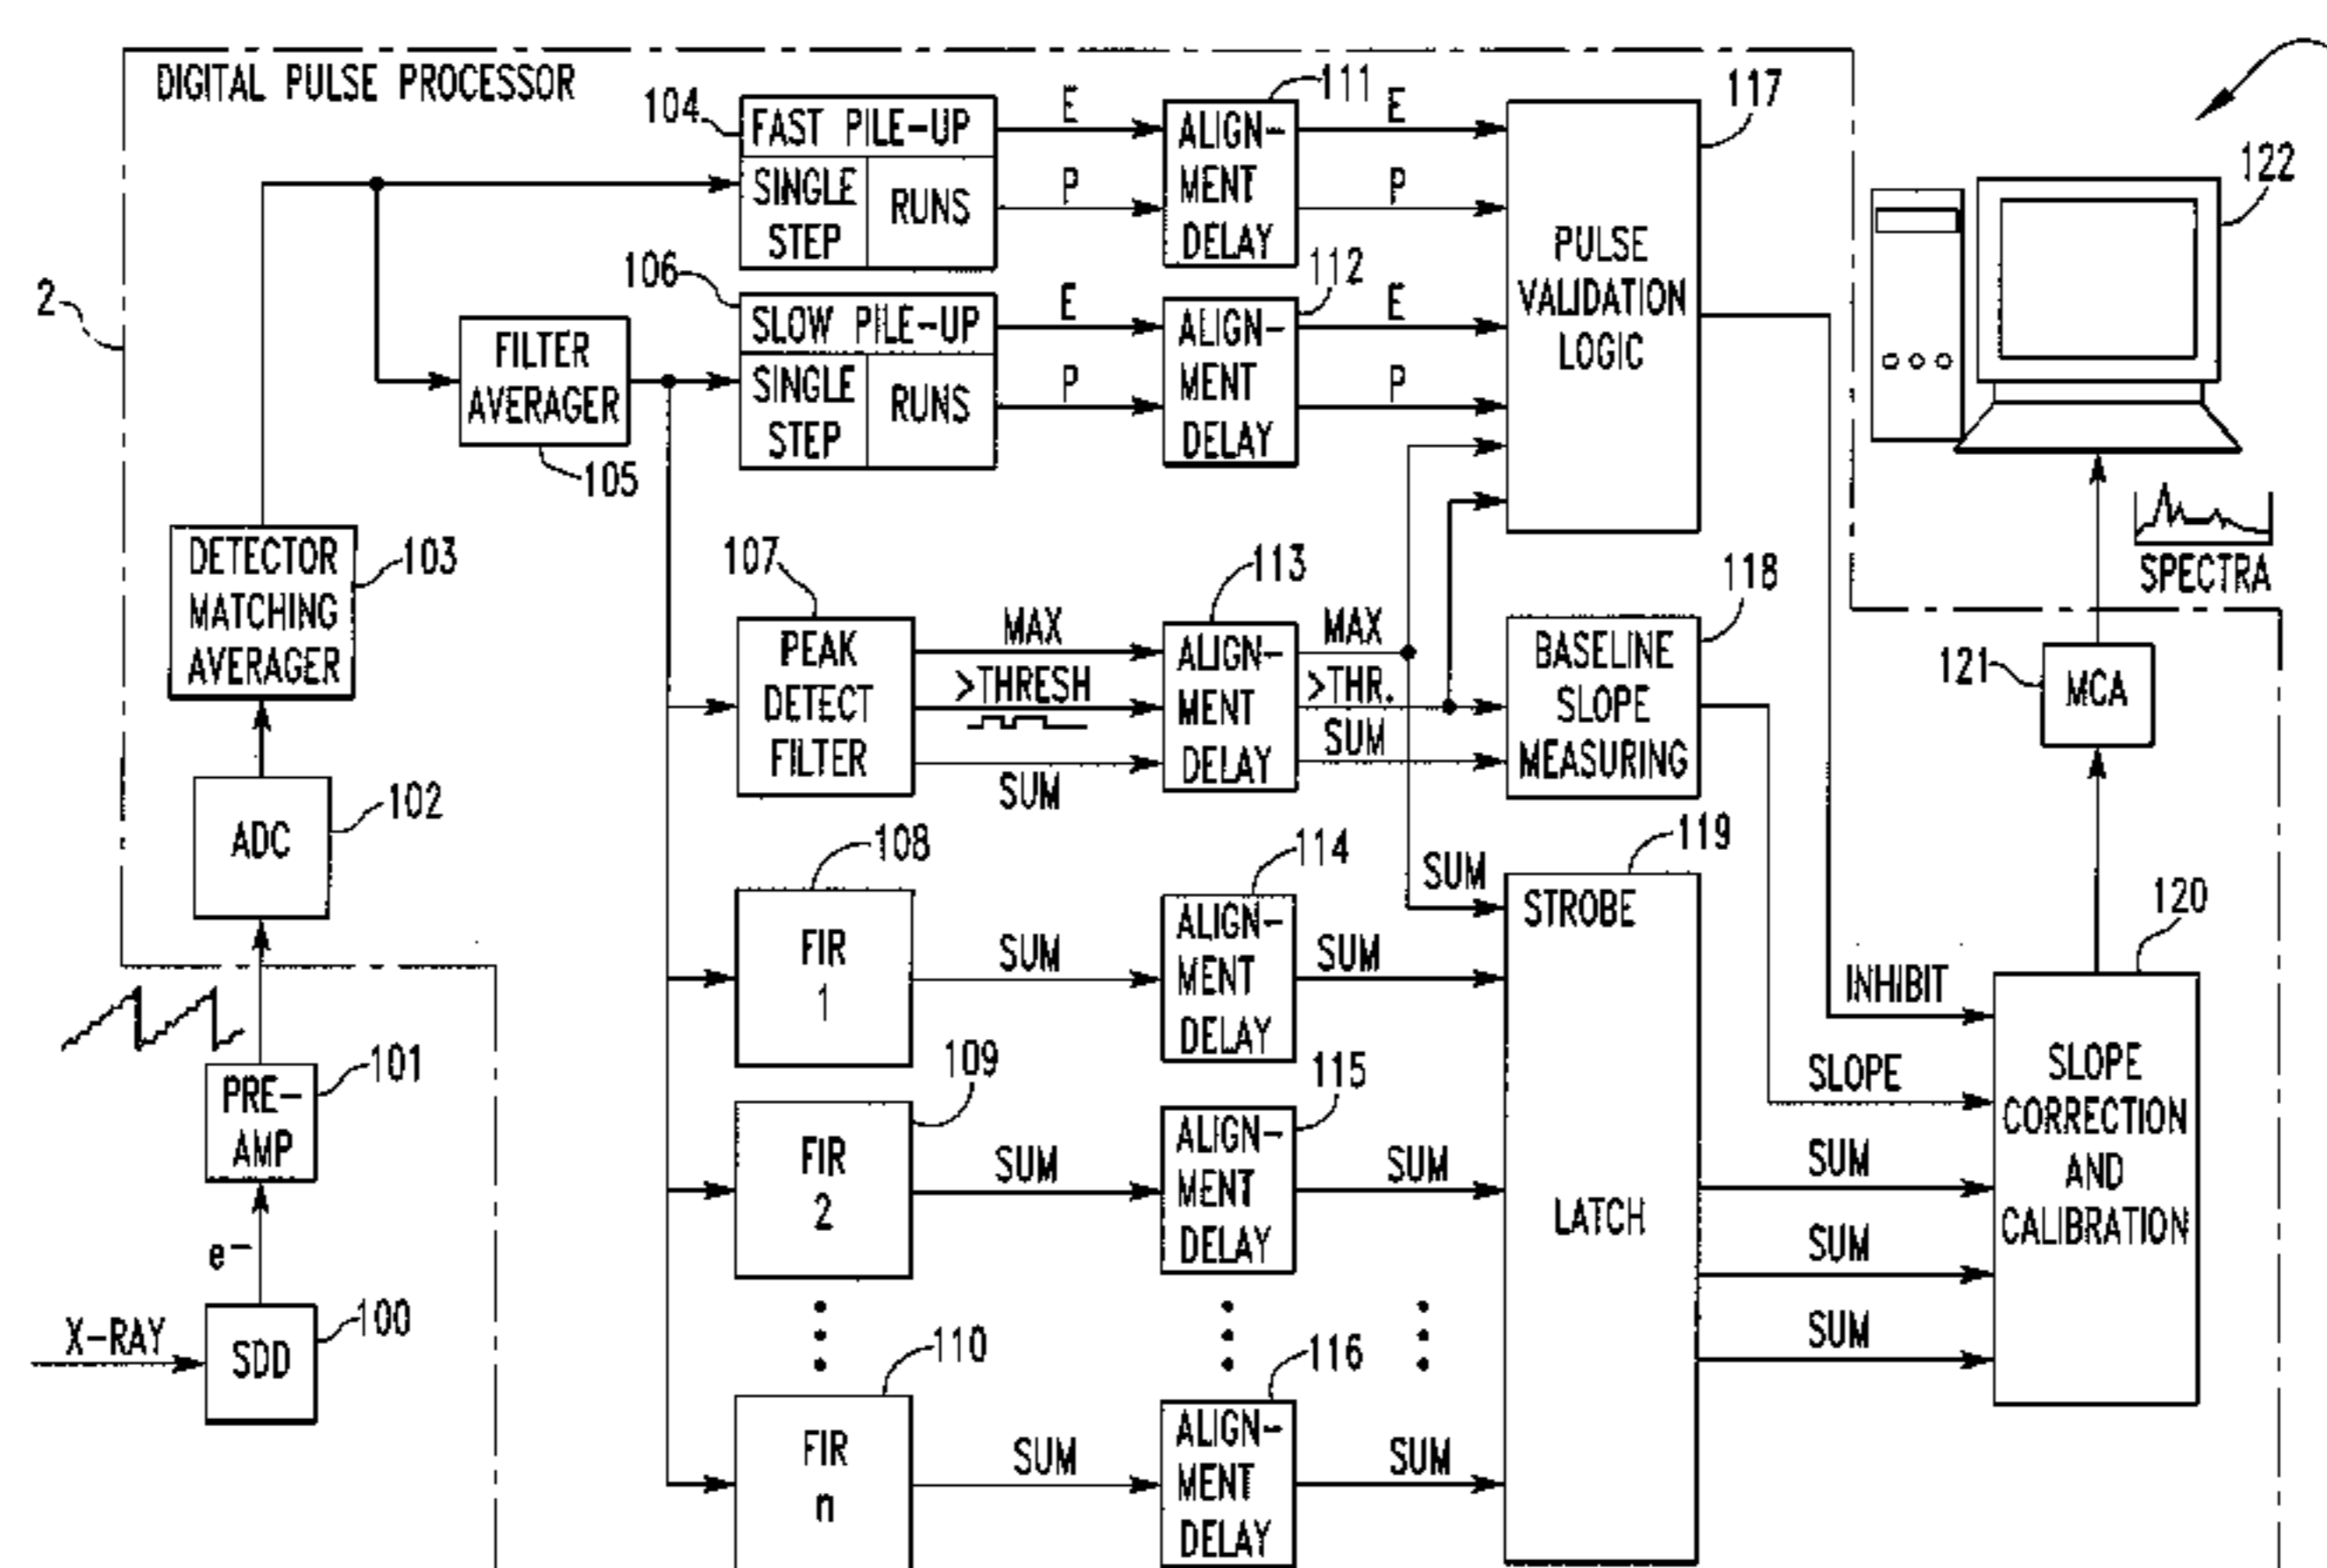 DIGITAL PULSE PROCESSOR
2
104
FAST PILE-UP
SINGLE
STEP
RUNS
E
P
111
ALIGN-
MENT
DELAY
E
P
117
PULSE
VALIDATION
LOGIC
122
106
SLOW PILE-UP
SINGLE
STEP
RUNS
E
P
112
ALIGN-
MENT
DELAY
E
P
FILTER
AVERAGER
105
DETECTOR
MATCHING
AVERAGER
103
107
PEAK
DETECT
FILTER
MAX
>THRESH
SUM
113
ALIGN-
MENT
DELAY
MAX
>THR.
SUM
118
BASELINE
SLOPE
MEASURING
SPECTRA
121
MCA
ADC
102
108
FIR
1
SUM
114
ALIGN-
MENT
DELAY
SUM
SUM
119
STROBE
LATCH
120
INHIBIT
SLOPE
SUM
SUM
SUM
SLOPE
CORRECTION
AND
CALIBRATION
PRE-
AMP
101
109
FIR
2
SUM
115
ALIGN-
MENT
DELAY
SUM
e-
X-RAY
SDD
100
110
FIR
n
SUM
116
ALIGN-
MENT
DELAY
SUM